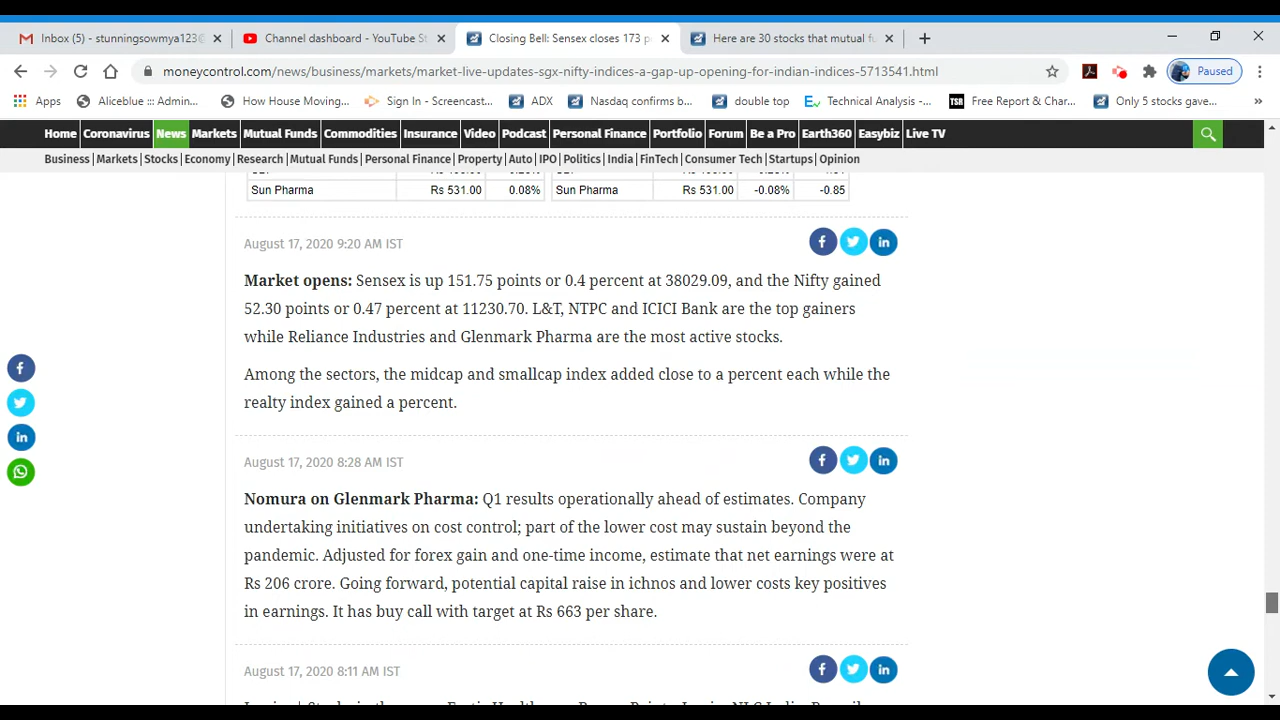 Inbox (5) - stunningsowmya123@
Channel dashboard - YouTube St
Closing Bell: Sensex closes 173 p
Here are 30 stocks that mutual fu
moneycontrol.com/news/business/markets/market-live-updates-sgx-nifty-indices-a-gap-up-opening-for-indian-indices-5713541.html
Paused
Apps Aliceblue ::: Admin... How House Moving... Sign In - Screencast... ADX Nasdaq confirms b... double top Technical Analysis -... TSR Free Report & Char... Only 5 stocks gave... »
Home Coronavirus News Markets Mutual Funds Commodities Insurance Video Podcast Personal Finance Portfolio Forum Be a Pro Earth360 Easybiz Live TV
Business | Markets | Stocks | Economy | Research | Mutual Funds | Personal Finance | Property | Auto | IPO | Politics | India | FinTech | Consumer Tech | Startups | Opinion
Sun Pharma Rs 531.00 0.08% Sun Pharma Rs 531.00 -0.08% -0.85
August 17, 2020 9:20 AM IST
Market opens: Sensex is up 151.75 points or 0.4 percent at 38029.09, and the Nifty gained
52.30 points or 0.47 percent at 11230.70. L&T, NTPC and ICICI Bank are the top gainers
while Reliance Industries and Glenmark Pharma are the most active stocks.
Among the sectors, the midcap and smallcap index added close to a percent each while the
realty index gained a percent.
August 17, 2020 8:28 AM IST
Nomura on Glenmark Pharma: Q1 results operationally ahead of estimates. Company
undertaking initiatives on cost control; part of the lower cost may sustain beyond the
pandemic. Adjusted for forex gain and one-time income, estimate that net earnings were at
Rs 206 crore. Going forward, potential capital raise in ichnos and lower costs key positives
in earnings. It has buy call with target at Rs 663 per share.
August 17, 2020 8:11 AM IST